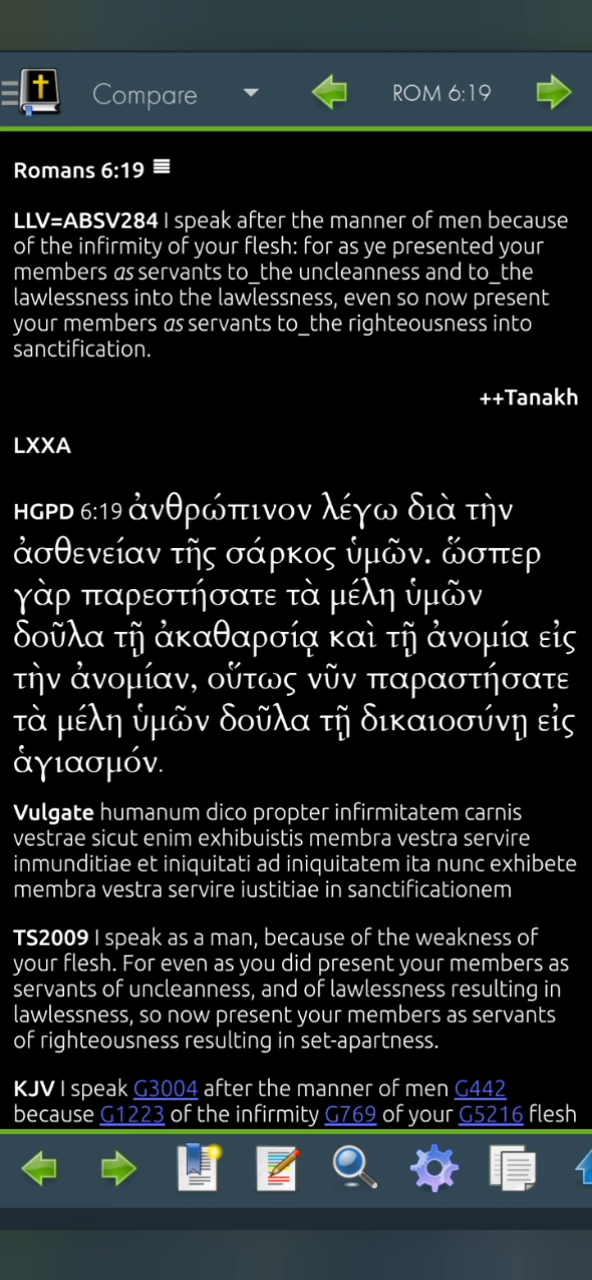 Compare
ROM 6:19
Romans 6:19
LLV=ABSV284 I speak after the manner of men because
of the infirmity of your flesh: for as ye presented your
members as servants to_the uncleanness and to_the
lawlessness into the lawlessness, even so now present
your members as servants to_the righteousness into
sanctification.
++Tanakh
LXXA
HGPD 6:19 ἀνθρώπινον λέγω διὰ τὴν
ἀσθενείαν τῆς σάρκος ὑμῶν. ὥσπερ
γὰρ παρεστήσατε τὰ μέλη ὑμῶν
δοῦλα τῇ ἀκαθαρσίᾳ καὶ τῇ ἀνομία εἰς
τὴν ἀνομίαν, οὕτως νῦν παραστήσατε
τὰ μέλη ὑμῶν δοῦλα τῇ δικαιοσύνῃ εἰς
ἁγιασμόν.
Vulgate humanum dico propter infirmitatem carnis
vestrae sicut enim exhibuistis membra vestra servire
inmunditiae et iniquitati ad iniquitatem ita nunc exhibete
membra vestra servire iustitiae in sanctificationem
TS2009 I speak as a man, because of the weakness of
your flesh. For even as you did present your members as
servants of uncleanness, and of lawlessness resulting in
lawlessness, so now present your members as servants
of righteousness resulting in set-apartness.
KJV I speak G3004 after the manner of men G442
because G1223 of the infirmity G769 of your G5216 flesh